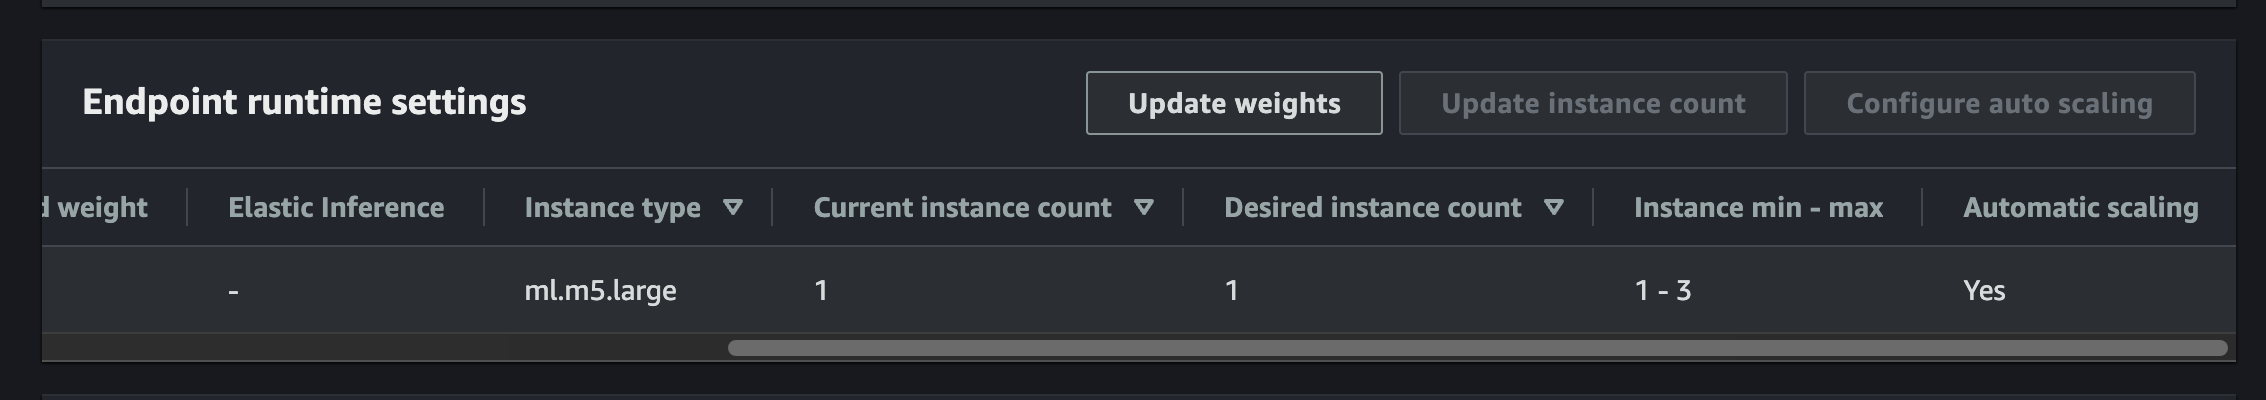 Endpoint runtime settings
Update weights
Update instance count
Configure auto scaling
d weight Elastic Inference Instance type Current instance count Desired instance count Instance min - max Automatic scaling
- ml.m5.large 1 1 1 - 3 Yes